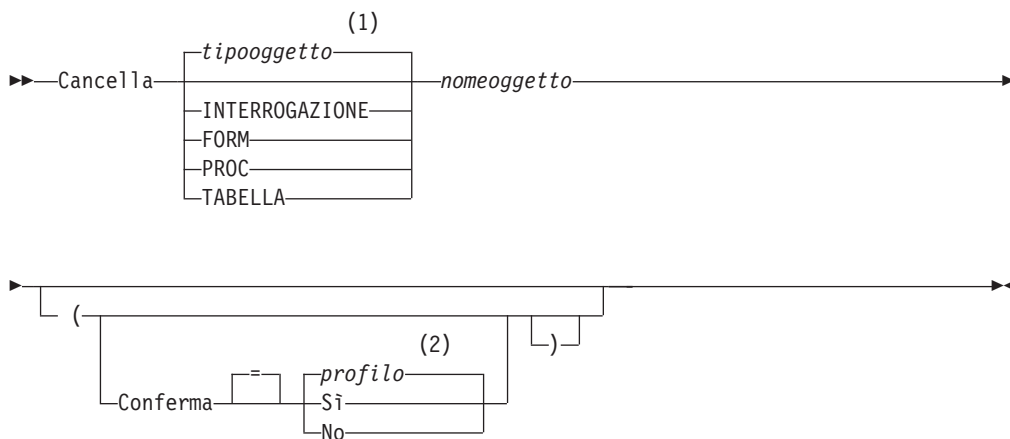 (1)
tipooggetto
Cancella nomeoggetto
INTERROGAZIONE
FORM
PROC
TABELLA
(
(2)
)
= profilo
Conferma Sì
No